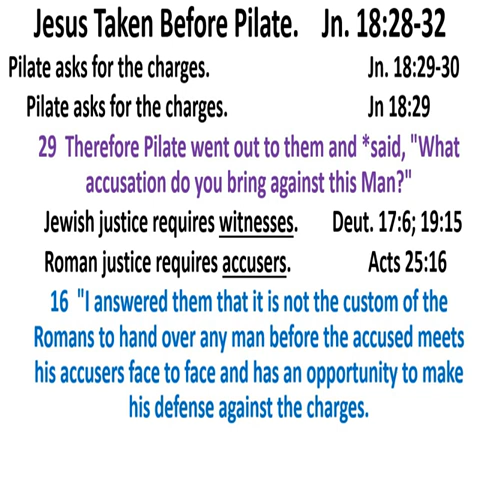 Jesus Taken Before Pilate. Jn. 18:28-32
Pilate asks for the charges. Jn. 18:29-30
Pilate asks for the charges. Jn 18:29
29 Therefore Pilate went out to them and *said, "What
accusation do you bring against this Man?"
Jewish justice requires witnesses. Deut. 17:6; 19:15
Roman justice requires accusers. Acts 25:16
16 "I answered them that it is not the custom of the
Romans to hand over any man before the accused meets
his accusers face to face and has an opportunity to make
his defense against the charges.